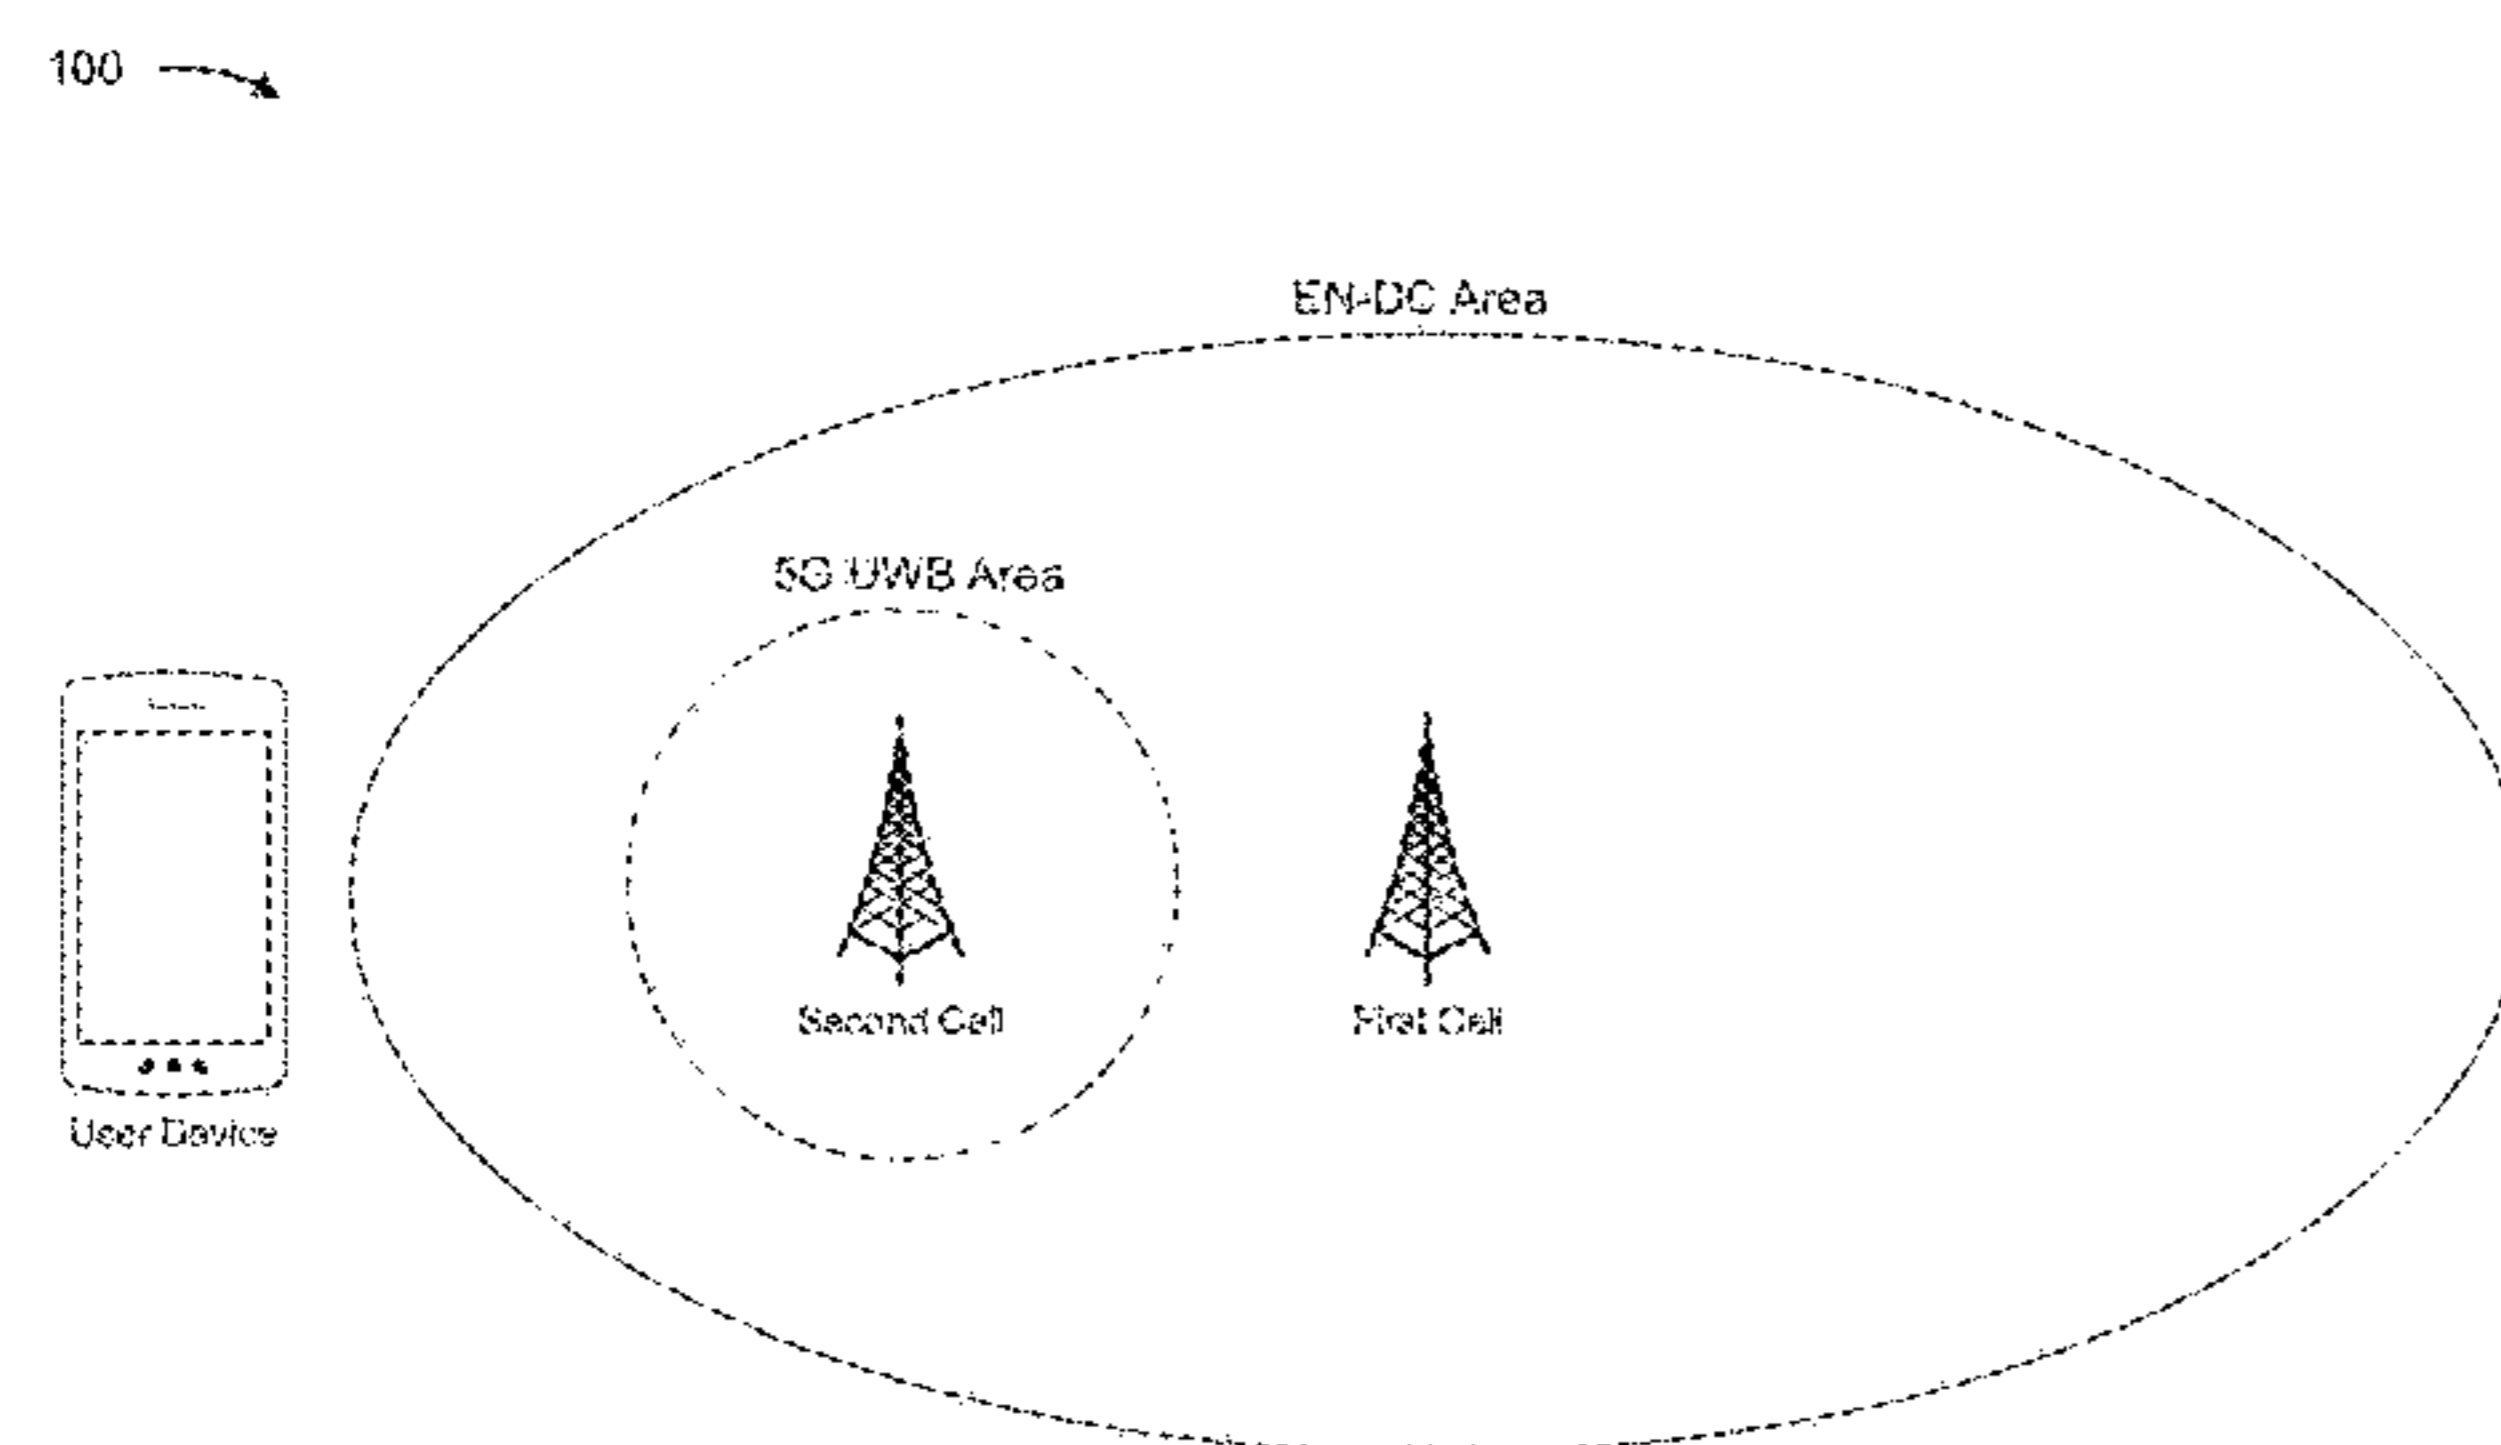 100
EN-DC Area
5G UWB Area
Second Cell
First Cell
User Device